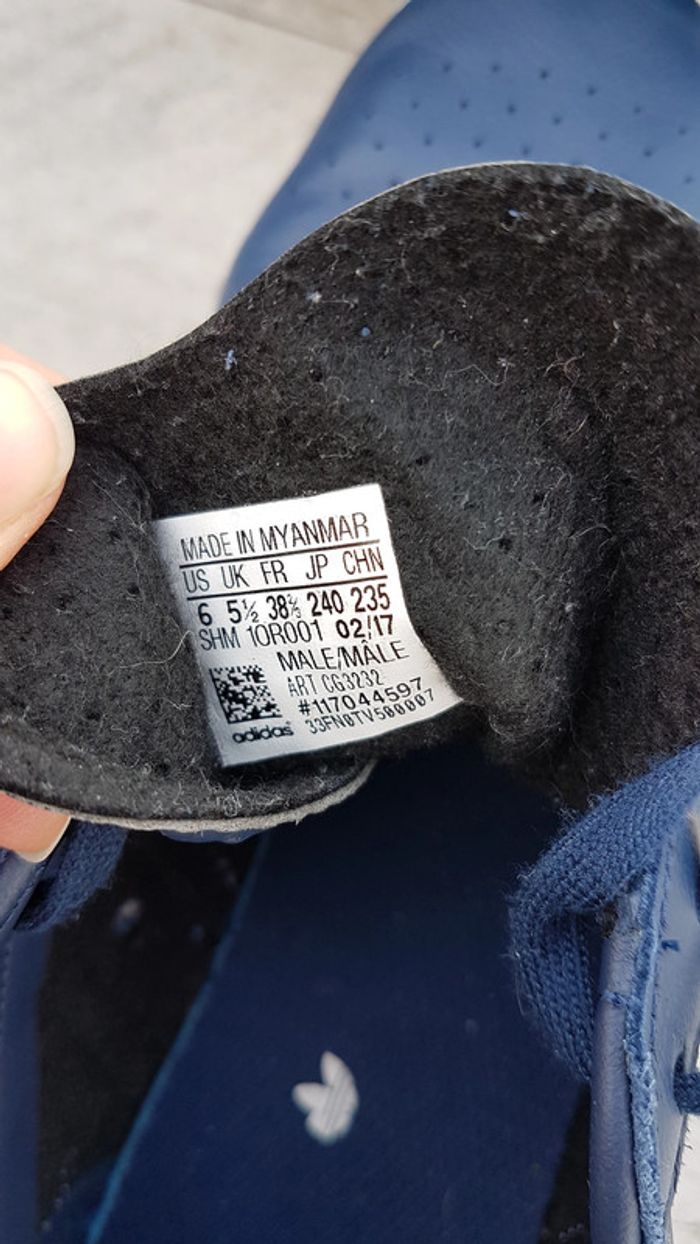 MADE IN MYANMAR
US UK FR JP CHN
6 5½ 38⅔ 240 235
SHM 10R001 02/17
MALE/MÂLE
ART CG3232
#117044597
33FN0TV500007
adidas